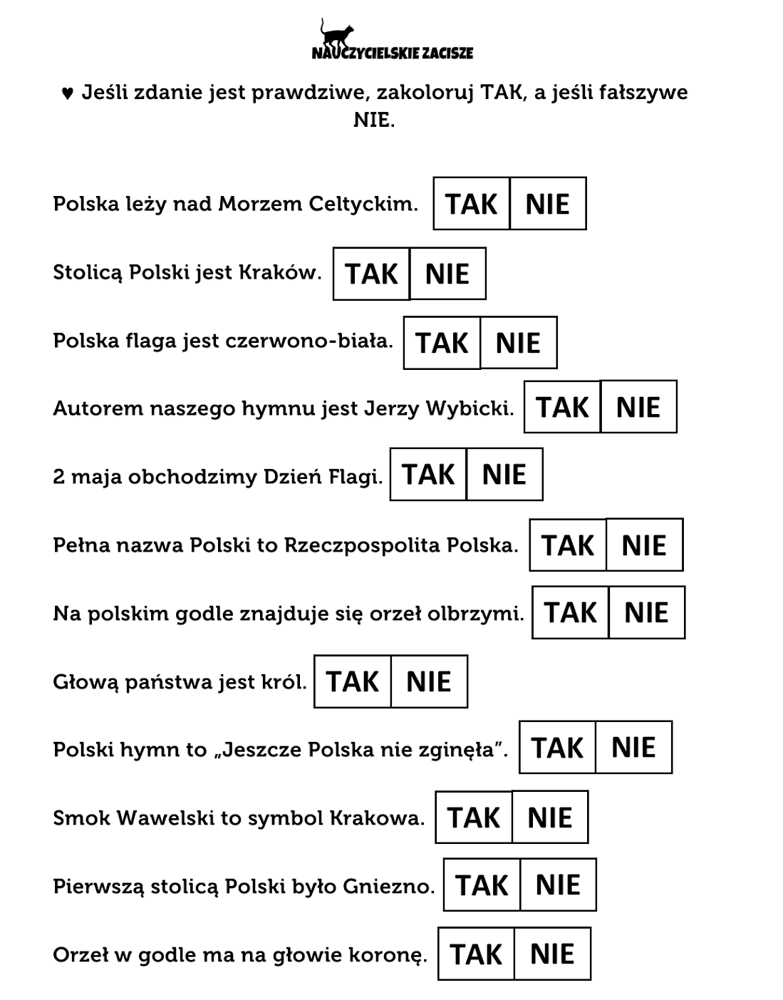 NAUCZYCIELSKIE ZACISZE
♥ Jeśli zdanie jest prawdziwe, zakoloruj TAK, a jeśli fałszywe
NIE.
Polska leży nad Morzem Celtyckim. TAK NIE
Stolicą Polski jest Kraków. TAK NIE
Polska flaga jest czerwono-biała. TAK NIE
Autorem naszego hymnu jest Jerzy Wybicki. TAK NIE
2 maja obchodzimy Dzień Flagi. TAK NIE
Pełna nazwa Polski to Rzeczpospolita Polska. TAK NIE
Na polskim godle znajduje się orzeł olbrzymi. TAK NIE
Głową państwa jest król. TAK NIE
Polski hymn to „Jeszcze Polska nie zginęła”. TAK NIE
Smok Wawelski to symbol Krakowa. TAK NIE
Pierwszą stolicą Polski było Gniezno. TAK NIE
Orzeł w godle ma na głowie koronę. TAK NIE